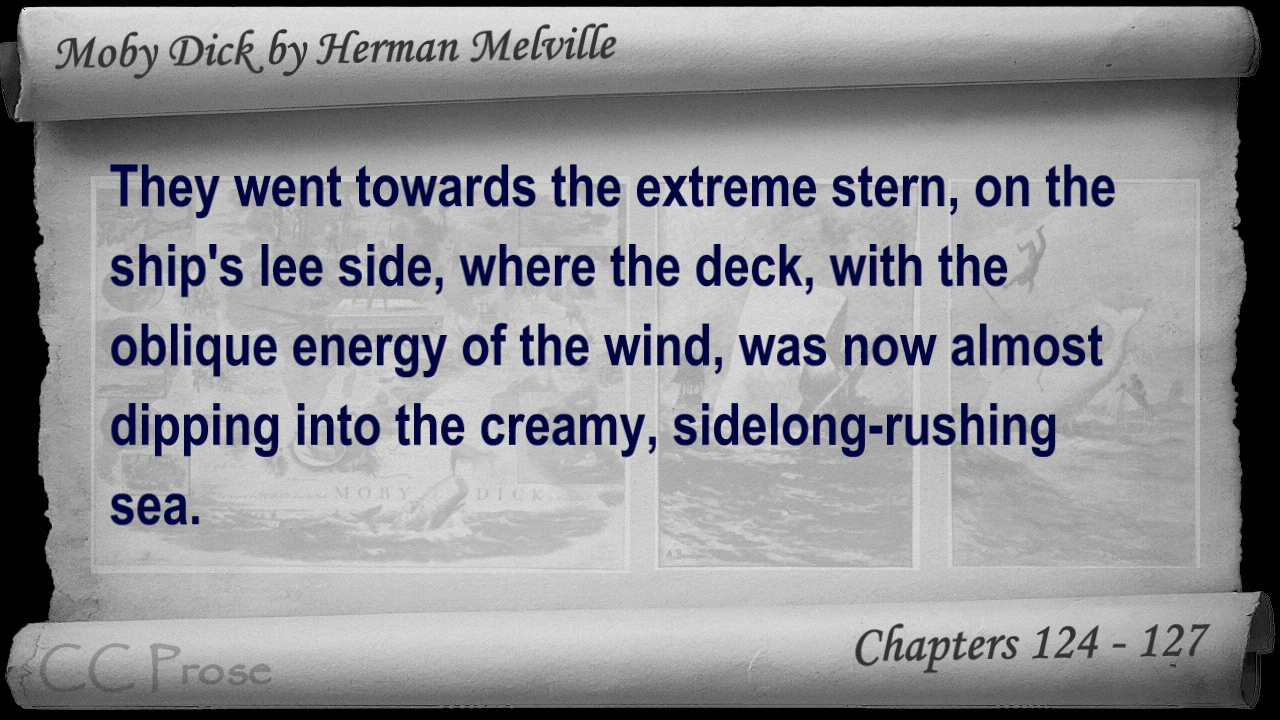 Moby Dick by Herman Melville
They went towards the extreme stern, on the
ship's lee side, where the deck, with the
oblique energy of the wind, was now almost
dipping into the creamy, sidelong-rushing
sea.
MOBY DICK
Chapters 124 - 127
CC Prose